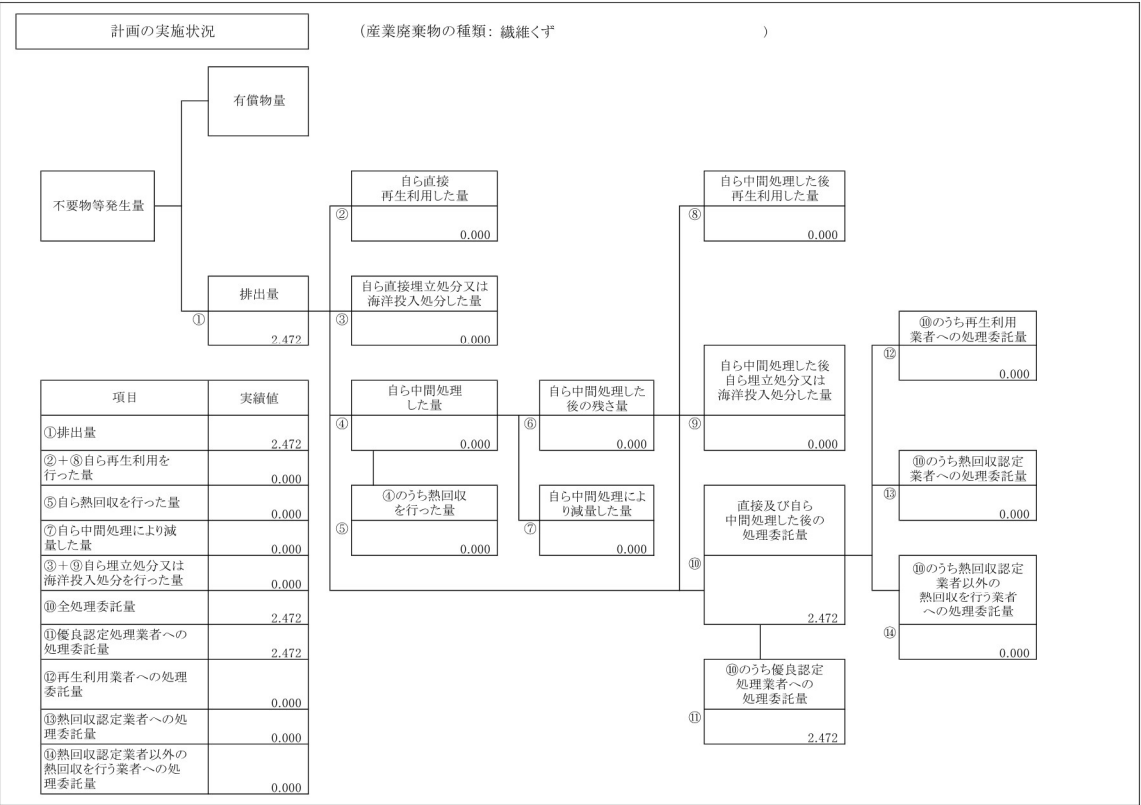 計画の実施状況
(産業廃棄物の種類: 繊維くず )
有償物量
不要物等発生量
排出量
①
2.472
自ら直接
再生利用した量
②
0.000
自ら直接埋立処分又は
海洋投入処分した量
③
0.000
自ら中間処理
した量
④
0.000
④のうち熱回収
を行った量
⑤
0.000
自ら中間処理した
後の残さ量
⑥
0.000
自ら中間処理によ
り減量した量
⑦
0.000
自ら中間処理した後
再生利用した量
⑧
0.000
自ら中間処理した後
自ら埋立処分又は
海洋投入処分した量
⑨
0.000
直接及び自ら
中間処理した後の
処理委託量
⑩
2.472
⑩のうち優良認定
処理業者への
処理委託量
⑪
2.472
⑩のうち再生利用
業者への処理委託量
⑫
0.000
⑩のうち熱回収認定
業者への処理委託量
⑬
0.000
⑩のうち熱回収認定
業者以外の
熱回収を行う業者
への処理委託量
⑭
0.000
項目 実績値
①排出量
2.472
②+⑧自ら再生利用を
行った量
0.000
⑤自ら熱回収を行った量
0.000
⑦自ら中間処理により減
量した量
0.000
③+⑨自ら埋立処分又は
海洋投入処分を行った量
0.000
⑩全処理委託量
2.472
⑪優良認定処理業者への
処理委託量
2.472
⑫再生利用業者への処理
委託量
0.000
⑬熱回収認定業者への処
理委託量
0.000
⑭熱回収認定業者以外の
熱回収を行う業者への処
理委託量
0.000